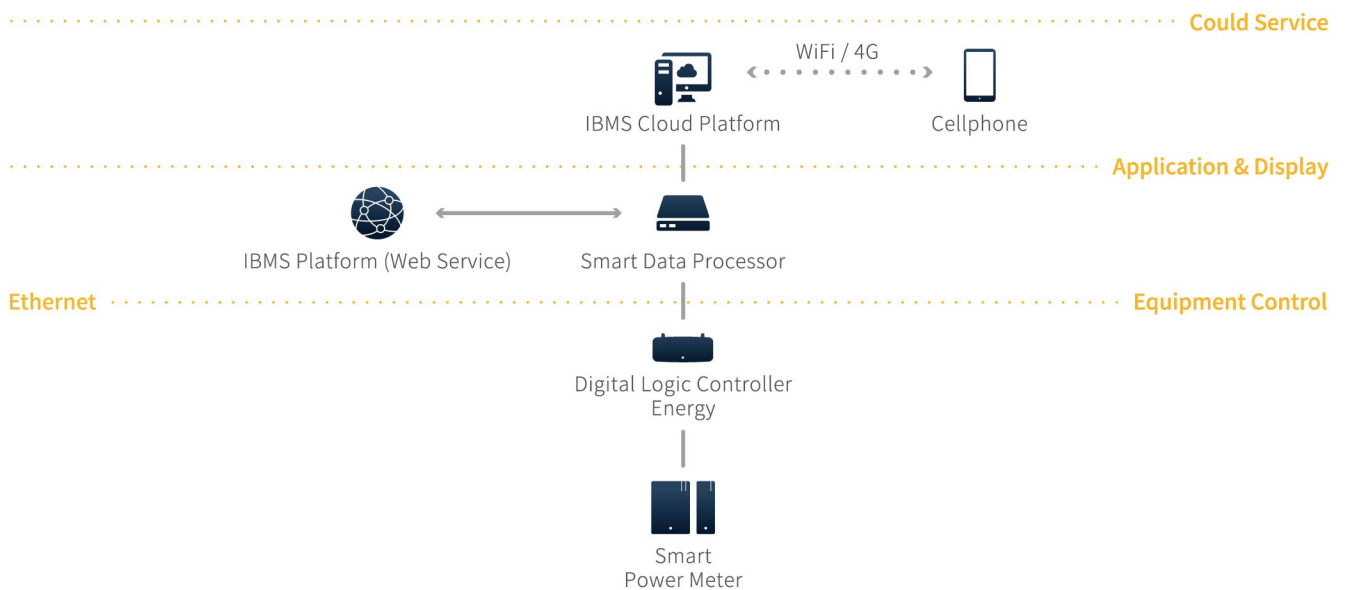 Could Service
WiFi / 4G
IBMS Cloud Platform
Cellphone
Application & Display
IBMS Platform (Web Service)
Smart Data Processor
Ethernet
Equipment Control
Digital Logic Controller
Energy
Smart
Power Meter